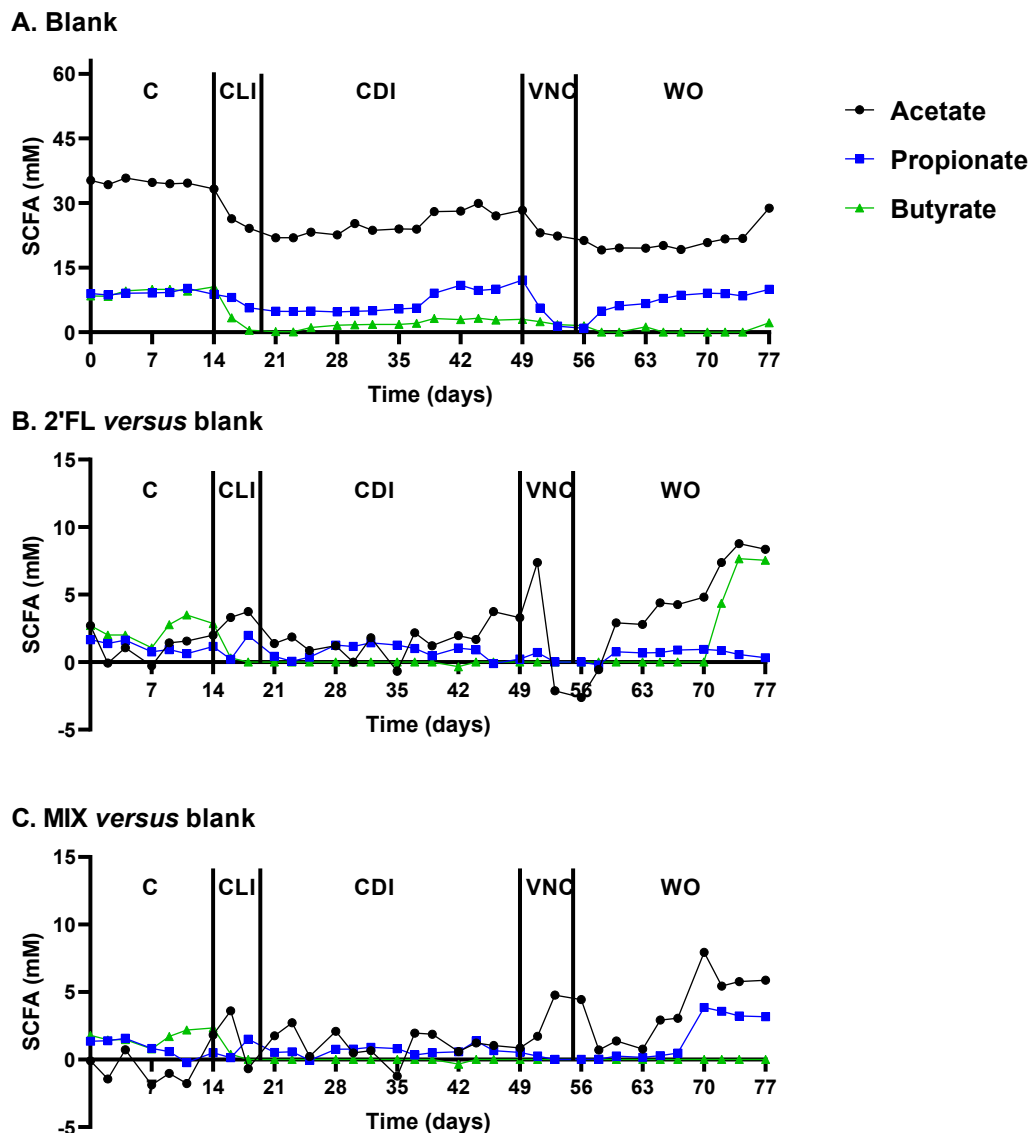 A. Blank
60
45
30
15
0
SCFA (mM)
C CLI CDI VNC WO
0 7 14 21 28 35 42 49 56 63 70 77
Time (days)
Acetate
Propionate
Butyrate
B. 2'FL versus blank
15
10
5
0
-5
SCFA (mM)
C CLI CDI VNC WO
7 14 21 28 35 42 49 56 63 70 77
Time (days)
C. MIX versus blank
15
10
5
0
-5
SCFA (mM)
C CLI CDI VNC WO
7 14 21 28 35 42 49 56 63 70 77
Time (days)